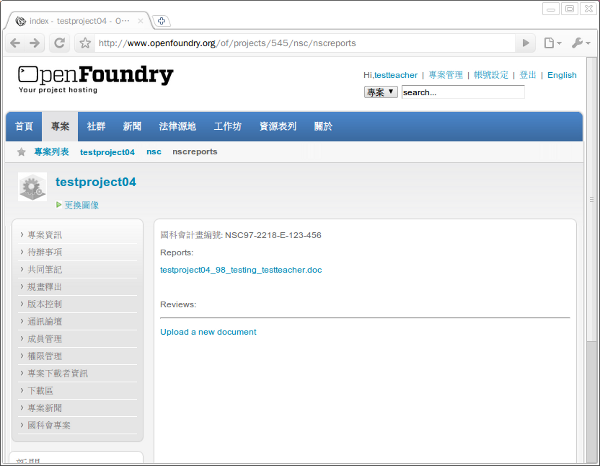 index - testproject04 - O…
http://www.openfoundry.org/of/projects/545/nsc/nscreports
OpenFoundry
Your project hosting
Hi,testteacher | 專案管理 | 帳號設定 | 登出 | English
專案 search...
首頁 專案 社群 新聞 法律源地 工作坊 資源表列 關於
專案列表 testproject04 nsc nscreports
testproject04
更換圖像
專案資訊
待辦事項
共同筆記
規畫釋出
版本控制
通訊論壇
成員管理
權限管理
專案下載者資訊
下載區
專案新聞
國科會專案
國科會計畫編號: NSC97-2218-E-123-456
Reports:
testproject04_98_testing_testteacher.doc
Reviews:
Upload a new document